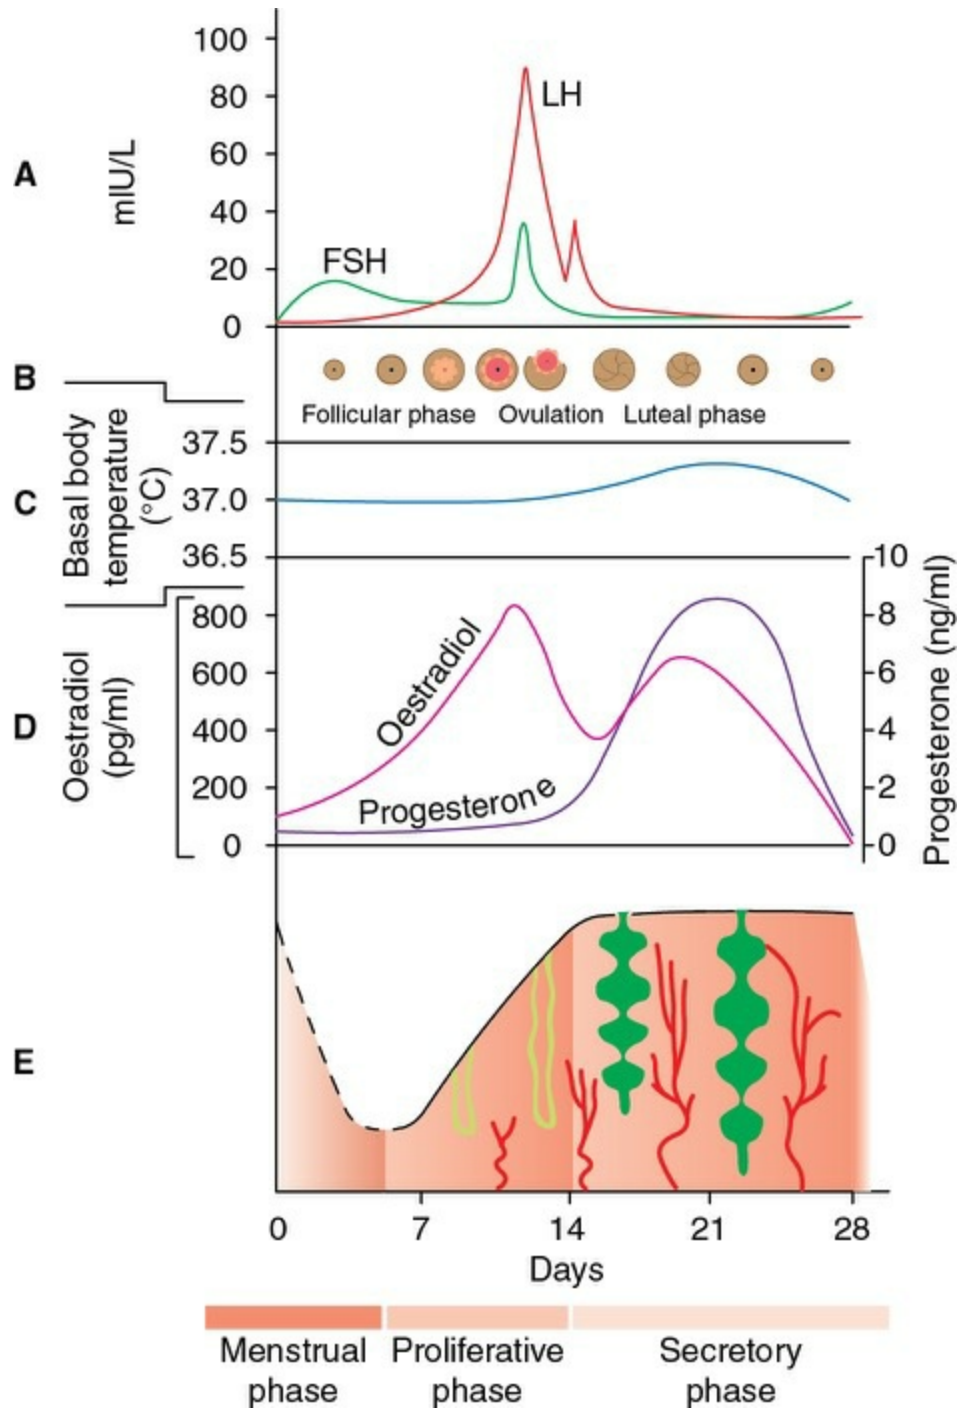 A
mIU/L
100
80
60
40
20
0
LH
FSH
B
Follicular phase
Ovulation
Luteal phase
C
Basal body
temperature
(°C)
37.5
37.0
36.5
D
Oestradiol
(pg/ml)
800
600
400
200
0
Oestradiol
Progesterone
10
8
6
4
2
0
Progesterone (ng/ml)
E
0 7 14 21 28
Days
Menstrual
phase
Proliferative
phase
Secretory
phase